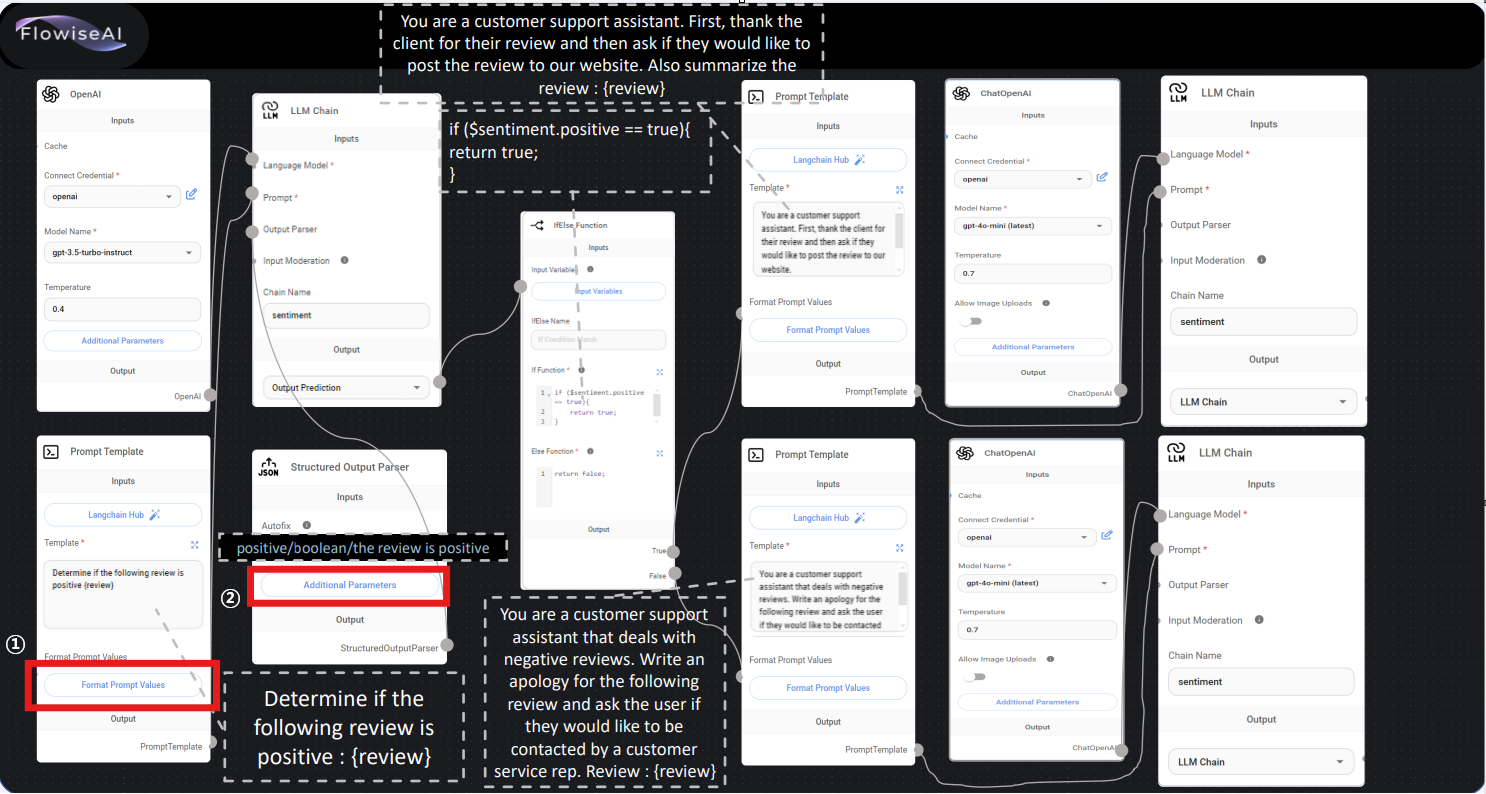 FlowiseAI
You are a customer support assistant. First, thank the
client for their review and then ask if they would like to
post the review to our website. Also summarize the
review : {review}
if ($sentiment.positive == true){
return true;
}
OpenAI
Inputs
Cache
Connect Credential *
openai
Model Name *
gpt-3.5-turbo-instruct
Temperature
0.4
Additional Parameters
Output
OpenAI
LLM
LLM Chain
Inputs
Language Model *
Prompt *
Output Parser
Input Moderation
Chain Name
sentiment
Output
Output Prediction
IfElse Function
Inputs
Input Variables
Input Variables
IfElse Name
If Condition Match
If Function *
1 if ($sentiment.positive
== true){
2 return true;
3 }
Else Function *
1 return false;
Output
True
False
Prompt Template
Inputs
Langchain Hub
Template *
You are a customer support
assistant. First, thank the client for
their review and then ask if they
would like to post the review to our
website.
Format Prompt Values
Format Prompt Values
Output
PromptTemplate
ChatOpenAI
Inputs
Cache
Connect Credential *
openai
Model Name *
gpt-4o-mini (latest)
Temperature
0.7
Allow Image Uploads
Additional Parameters
Output
ChatOpenAI
LLM
LLM Chain
Inputs
Language Model *
Prompt *
Output Parser
Input Moderation
Chain Name
sentiment
Output
LLM Chain
Prompt Template
Inputs
Langchain Hub
Template *
Determine if the following review is
positive {review}
①
Format Prompt Values
Format Prompt Values
Output
PromptTemplate
Determine if the
following review is
positive : {review}
JSON
Structured Output Parser
Inputs
Autofix
positive/boolean/the review is positive
②
Additional Parameters
Output
StructuredOutputParser
You are a customer support
assistant that deals with
negative reviews. Write an
apology for the following
review and ask the user if
they would like to be
contacted by a customer
service rep. Review : {review}
Prompt Template
Inputs
Langchain Hub
Template *
You are a customer support
assistant that deals with negative
reviews. Write an apology for the
following review and ask the user
if they would like to be contacted
Format Prompt Values
Format Prompt Values
Output
PromptTemplate
ChatOpenAI
Inputs
Cache
Connect Credential *
openai
Model Name *
gpt-4o-mini (latest)
Temperature
0.7
Allow Image Uploads
Additional Parameters
Output
ChatOpenAI
LLM
LLM Chain
Inputs
Language Model *
Prompt *
Output Parser
Input Moderation
Chain Name
sentiment
Output
LLM Chain